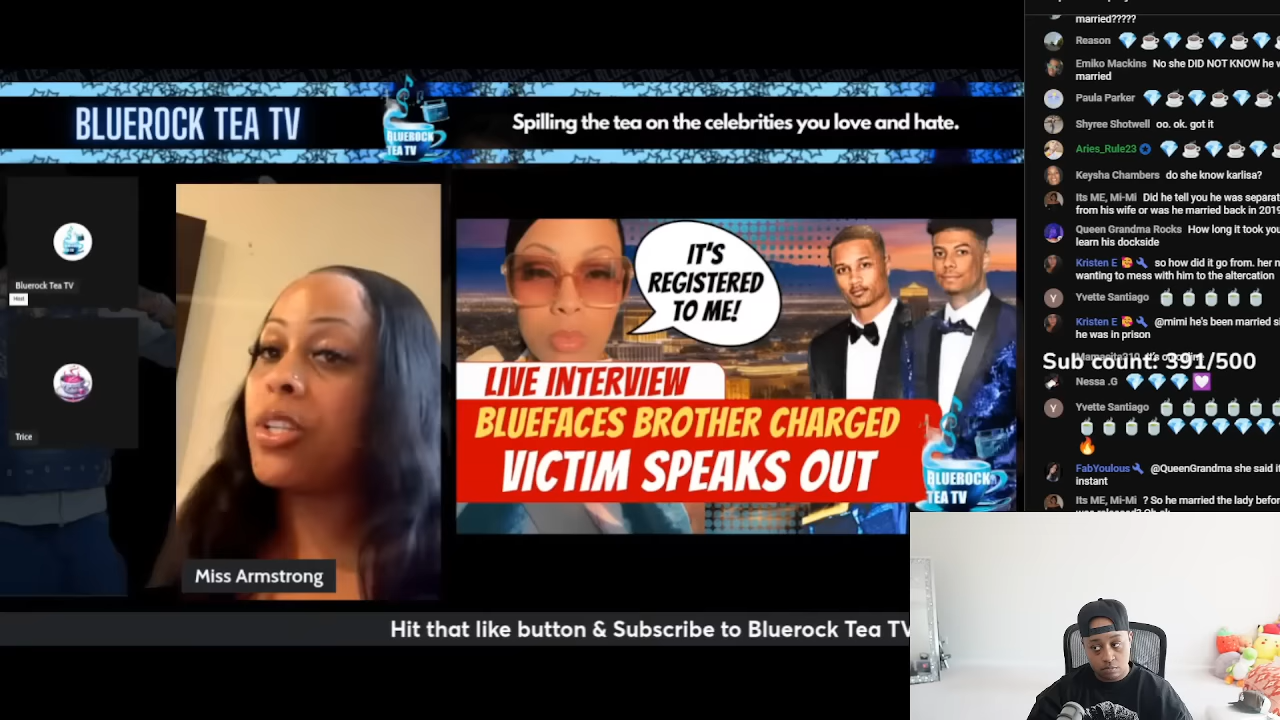 BLUEROCK TEA TV
BLUEROCK
TEA TV
Spilling the tea on the celebrities you love and hate.
Bluerock Tea TV
Host
Trice
Miss Armstrong
IT'S
REGISTERED
TO ME!
LIVE INTERVIEW
BLUEFACES BROTHER CHARGED
VICTIM SPEAKS OUT
BLUEROCK
TEA TV
Hit that like button & Subscribe to Bluerock Tea TV
married?????
Reason 💎☕💎☕💎☕💎
Emiko Mackins No she DID NOT KNOW he w
married
Paula Parker 💎☕💎☕💎☕
Shyree Shotwell oo. ok. got it
Aries_Rule23 💎☕💎☕💎
Keysha Chambers do she know karlisa?
Its ME, Mi-Mi Did he tell you he was separat
from his wife or was he married back in 2019
Queen Grandma Rocks How long it took you
learn his dockside
Kristen E 🥰🔧 so how did it go from. her n
wanting to mess with him to the altercation
Yvette Santiago 🍵🍵🍵🍵🍵
Kristen E 🥰🔧 @mimi he's been married s
he was in prison
Sub count: 391/500
Nessa .G 💎💎💎💟
Yvette Santiago 🍵🍵🍵🍵🍵
🍵🍵🍵🍵💎💎💎💎💎
🔥
FabYoulous 🔧 @QueenGrandma she said it
instant
Its ME, Mi-Mi ? So he married the lady befor